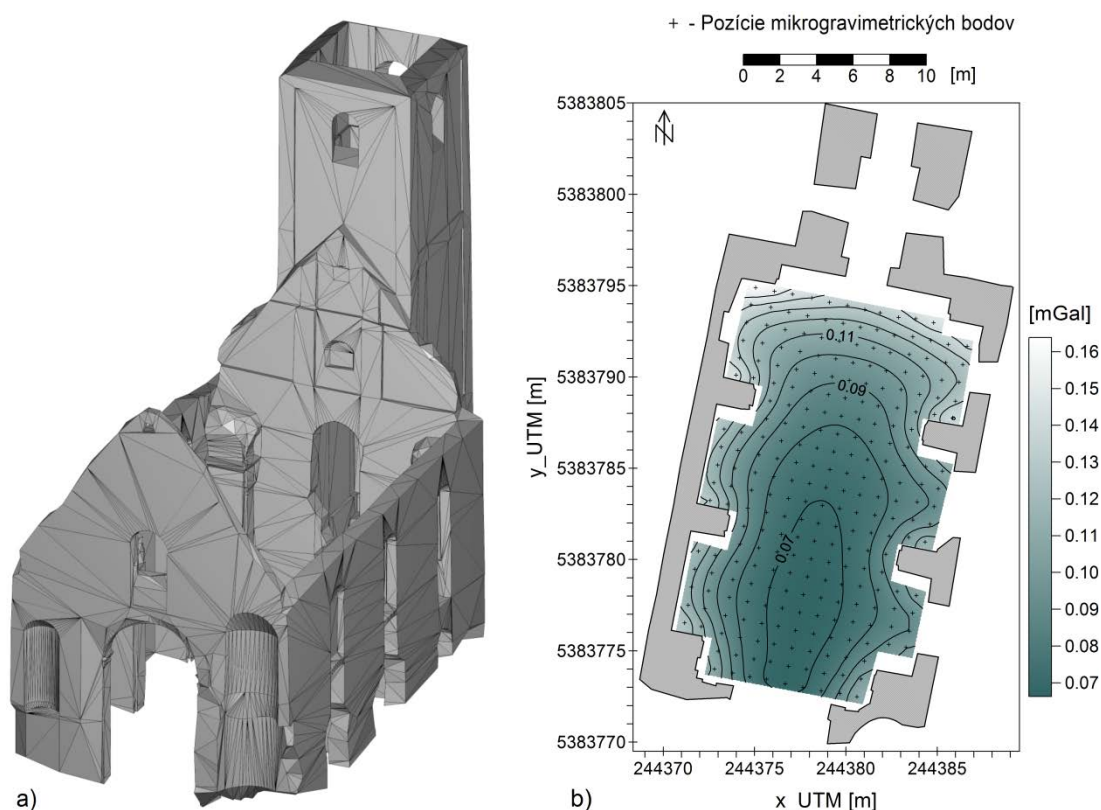 + - Pozície mikrogravimetrických bodov
0 2 4 6 8 10 [m]
N
5383805
5383800
5383795
5383790
5383785
5383780
5383775
5383770
y_UTM [m]
0.11
0.09
0.07
[mGal]
0.16
0.15
0.14
0.13
0.12
0.11
0.10
0.09
0.08
0.07
244370 244375 244380 244385
x_UTM [m]
a)
b)